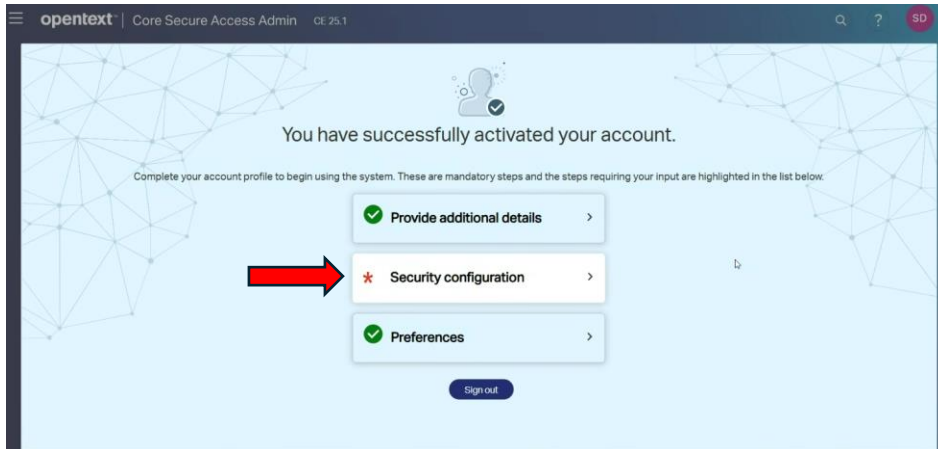 opentext™ | Core Secure Access Admin CE 25.1
? SD
You have successfully activated your account.
Complete your account profile to begin using the system. These are mandatory steps and the steps requiring your input are highlighted in the list below.
Provide additional details
* Security configuration
Preferences
Sign out